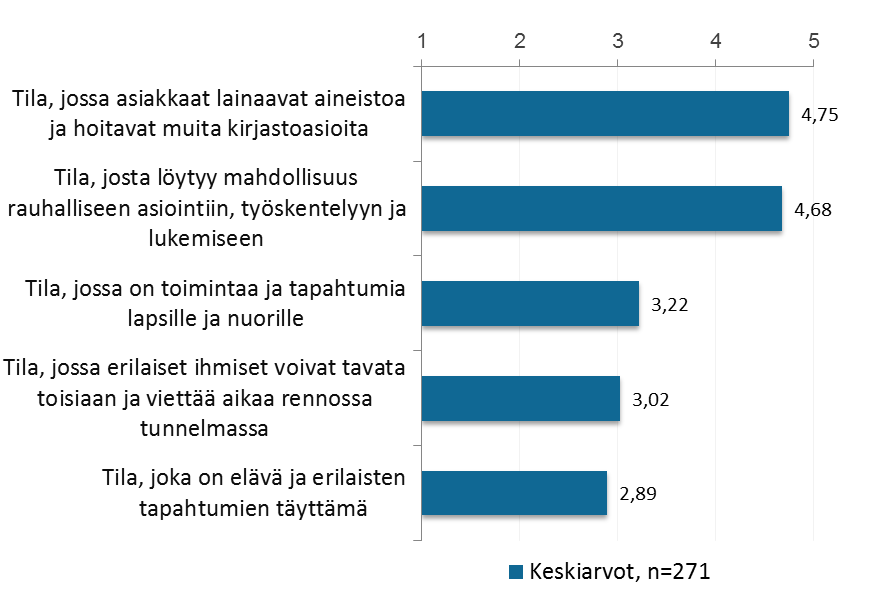 1 2 3 4 5
Tila, jossa asiakkaat lainaavat aineistoa
ja hoitavat muita kirjastoasioita
4,75
Tila, josta löytyy mahdollisuus
rauhalliseen asiointiin, työskentelyyn ja
lukemiseen
4,68
Tila, jossa on toimintaa ja tapahtumia
lapsille ja nuorille
3,22
Tila, jossa erilaiset ihmiset voivat tavata
toisiaan ja viettää aikaa rennossa
tunnelmassa
3,02
Tila, joka on elävä ja erilaisten
tapahtumien täyttämä
2,89
Keskiarvot, n=271